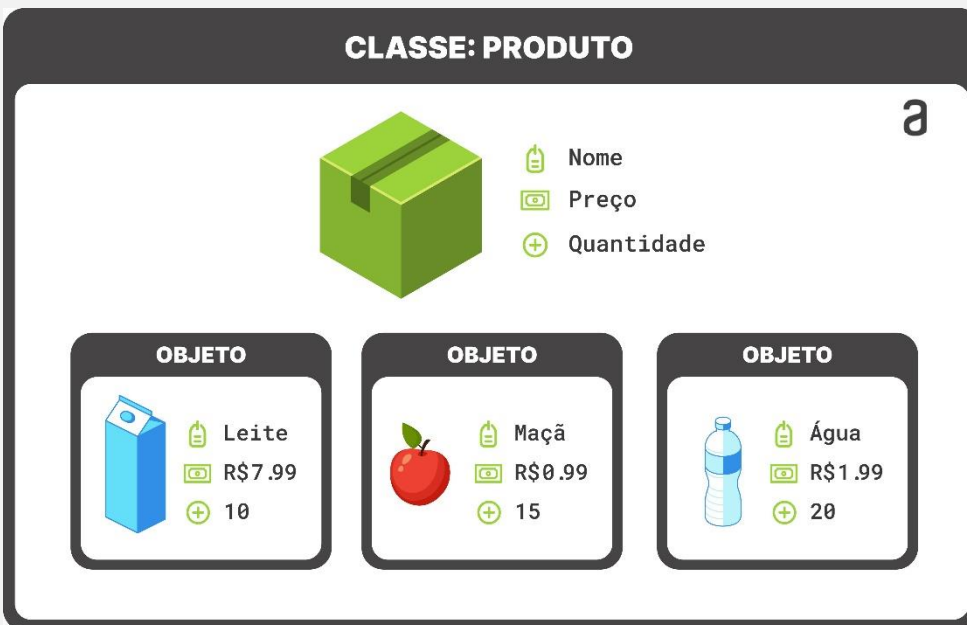 CLASSE: PRODUTO
a
Nome
Preço
Quantidade
OBJETO
Leite
R$7.99
10
OBJETO
Maçã
R$0.99
15
OBJETO
Água
R$1.99
20